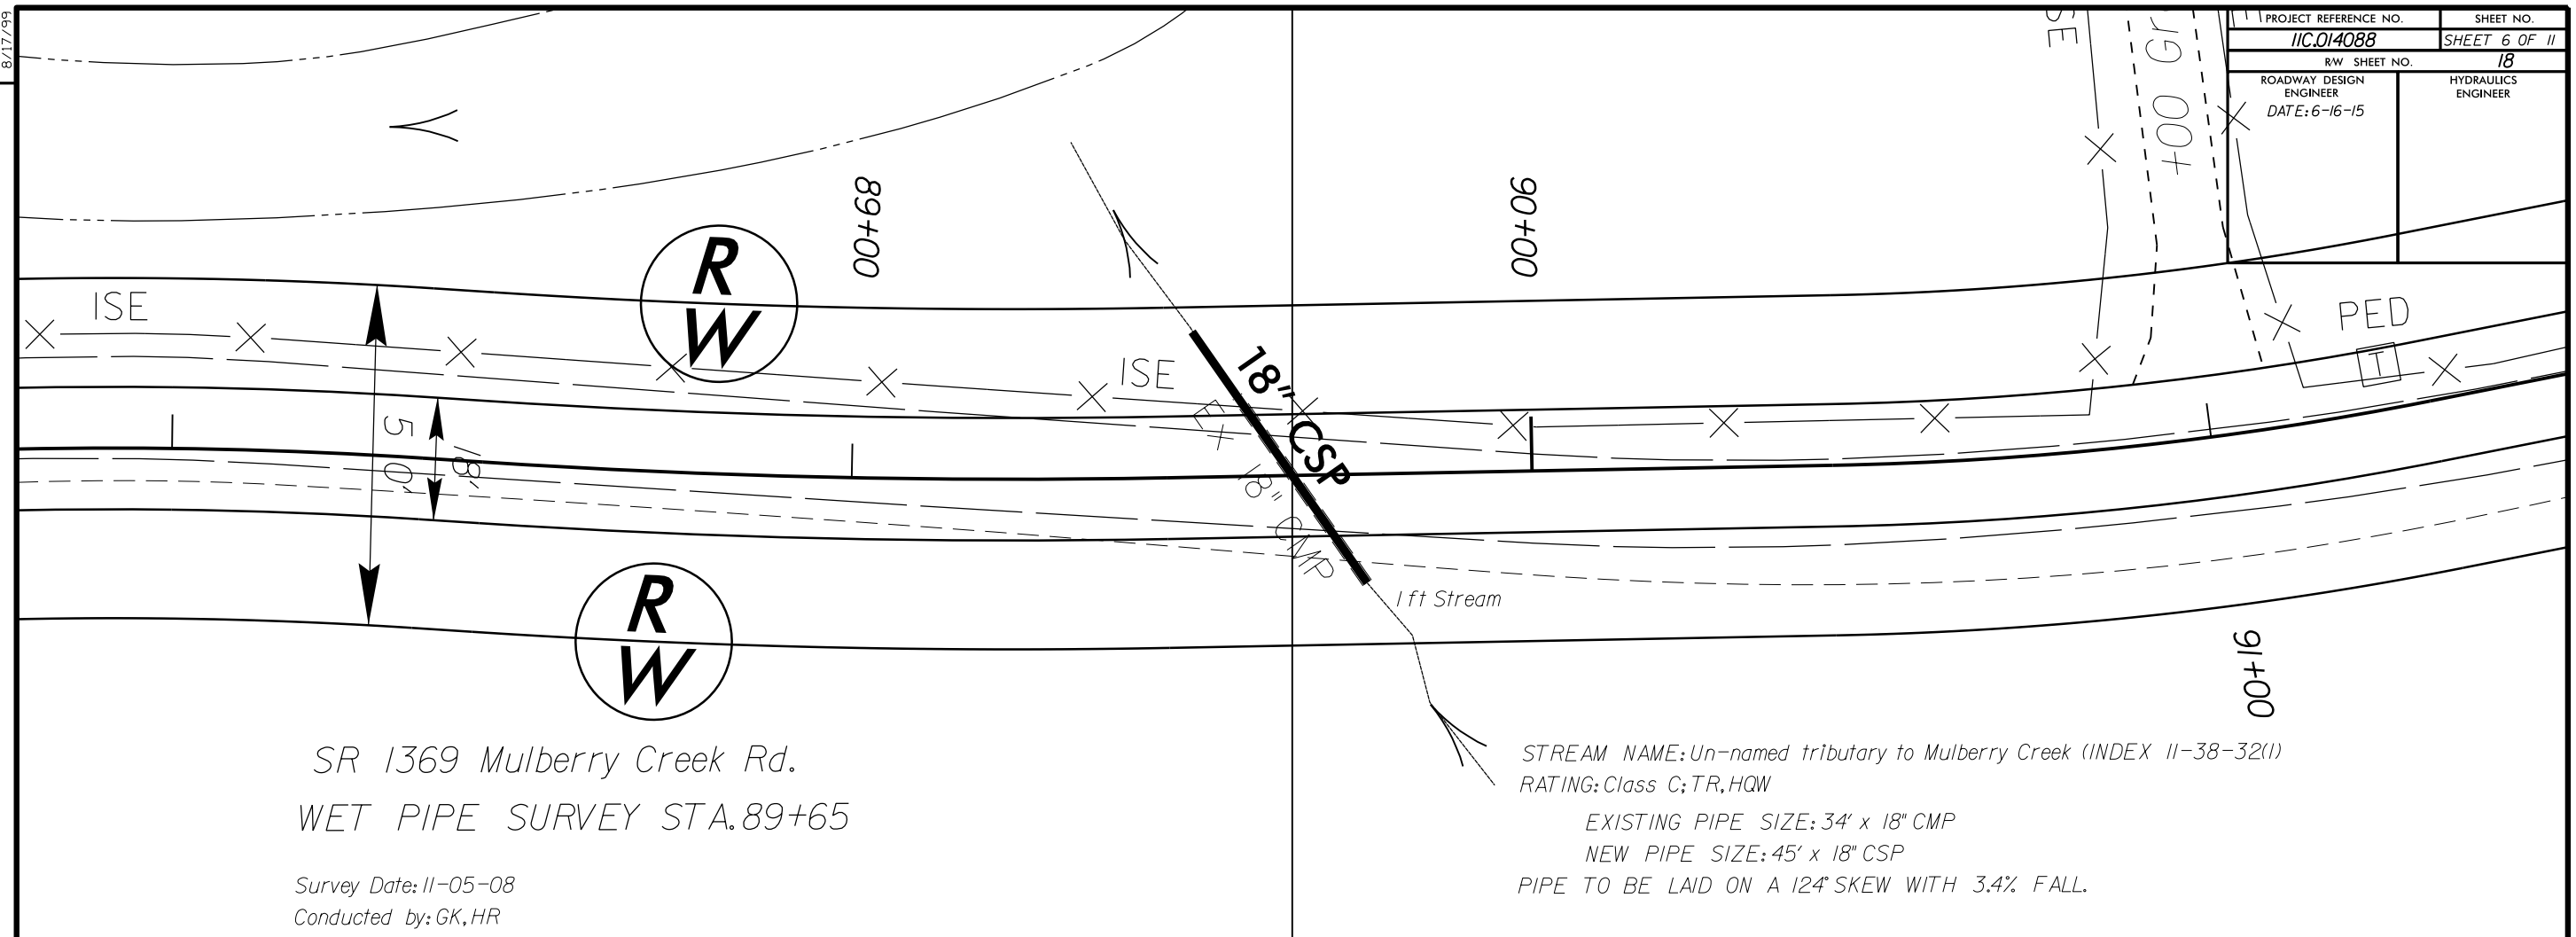 8/17/99
PROJECT REFERENCE NO.
SHEET NO.
11C.014088
SHEET 6 OF 11
RW SHEET NO.
18
ROADWAY DESIGN
ENGINEER
HYDRAULICS
ENGINEER
DATE: 6-16-15
ISE
+00 Gr
89+00
90+00
R
W
ISE
PED
T
ISE
18" CSP
EX 18" CMP
50'
18'
R
W
1 ft Stream
91+00
SR 1369 Mulberry Creek Rd.
WET PIPE SURVEY STA. 89+65
Survey Date: 11-05-08
Conducted by: GK, HR
STREAM NAME: Un-named tributary to Mulberry Creek (INDEX 11-38-32(1)
RATING: Class C; TR, HQW
EXISTING PIPE SIZE: 34' x 18" CMP
NEW PIPE SIZE: 45' x 18" CSP
PIPE TO BE LAID ON A 124° SKEW WITH 3.4% FALL.